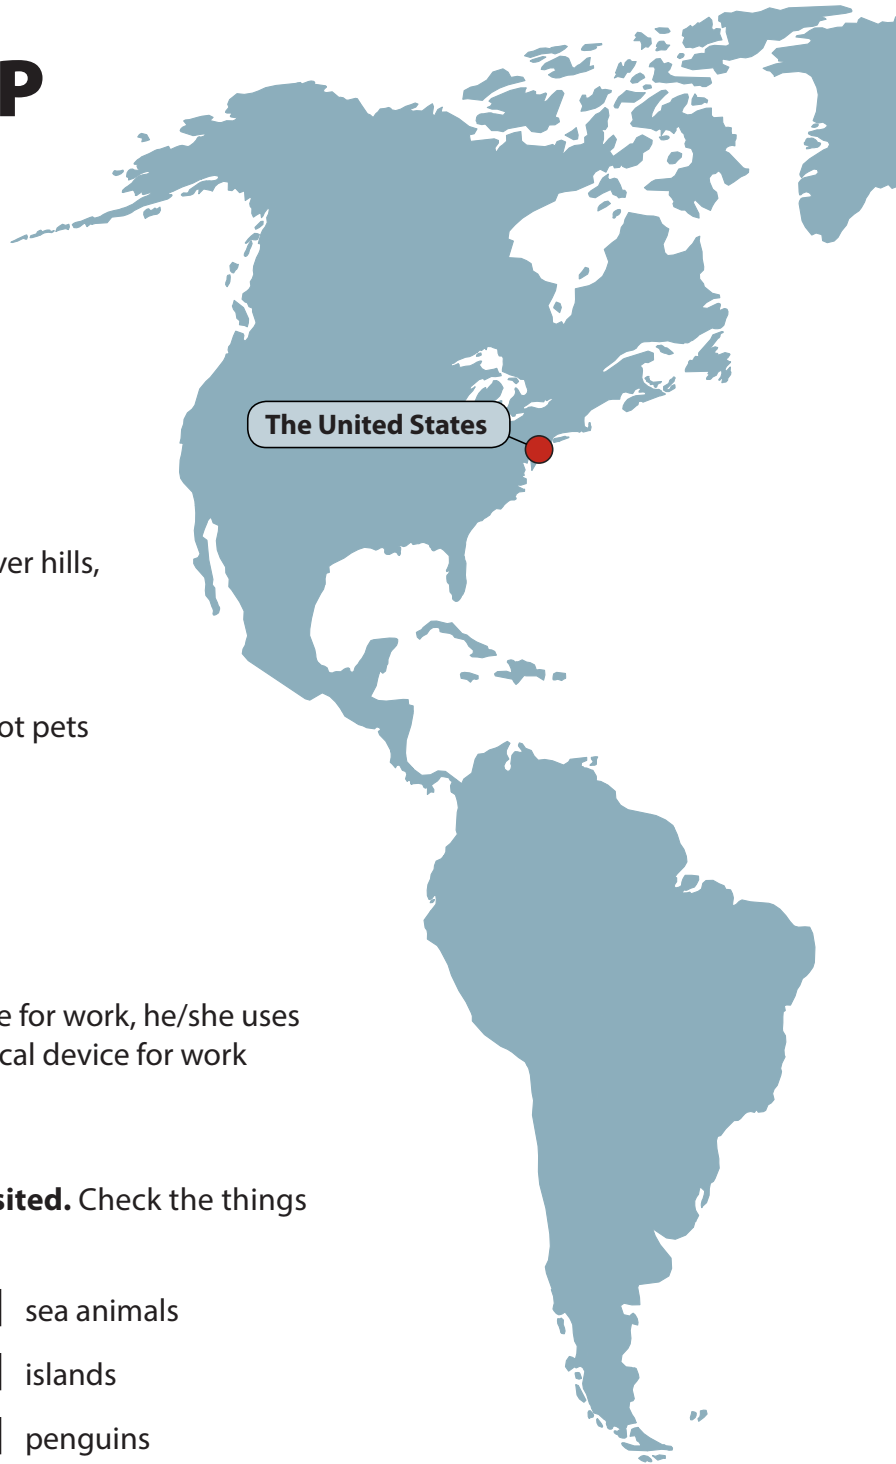 P
The United States
ver hills,
ot pets
e for work, he/she uses
cal device for work
sited. Check the things
sea animals
islands
penguins